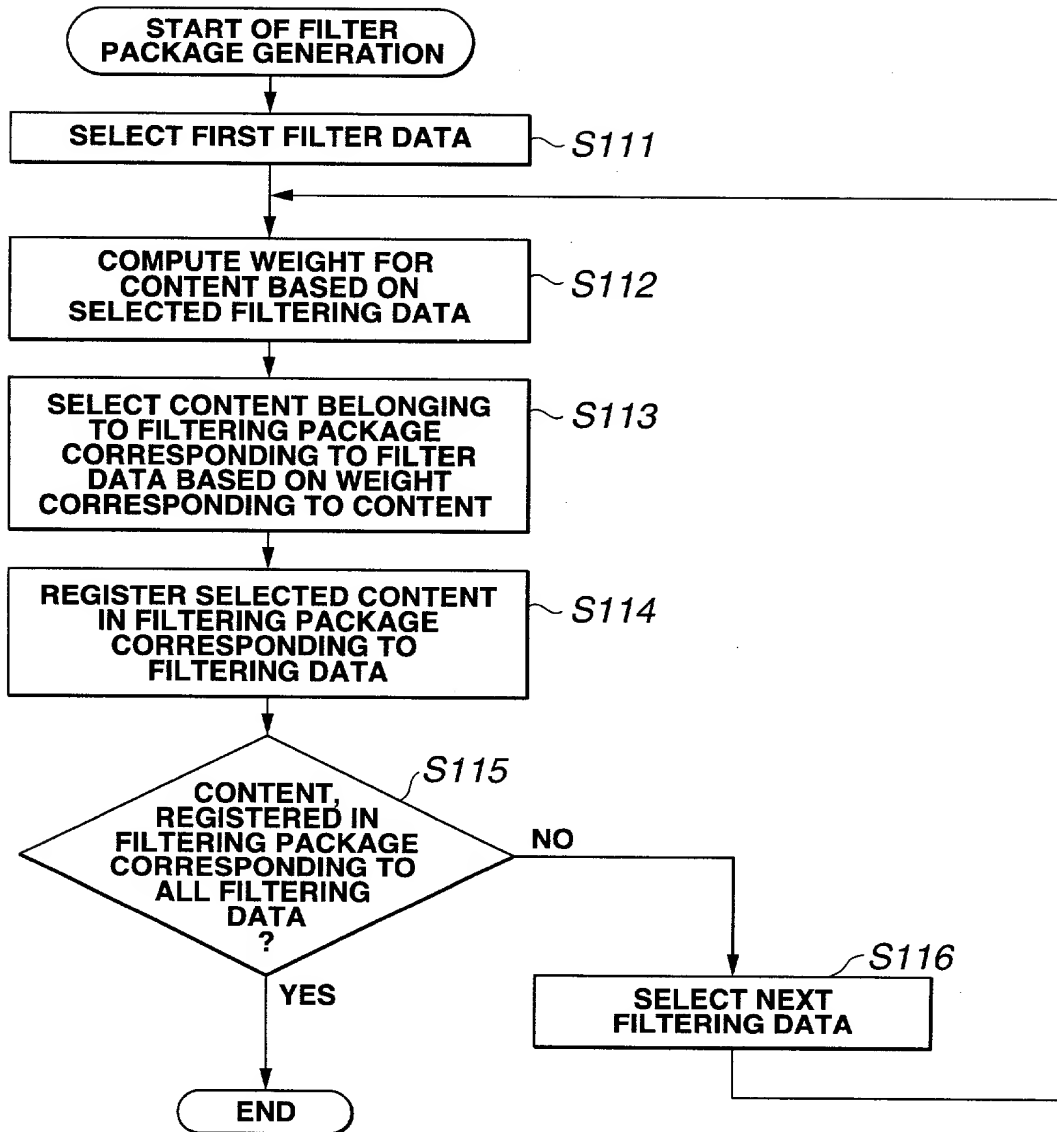 START OF FILTER
PACKAGE GENERATION
SELECT FIRST FILTER DATA
S111
COMPUTE WEIGHT FOR
CONTENT BASED ON
SELECTED FILTERING DATA
S112
SELECT CONTENT BELONGING
TO FILTERING PACKAGE
CORRESPONDING TO FILTER
DATA BASED ON WEIGHT
CORRESPONDING TO CONTENT
S113
REGISTER SELECTED CONTENT
IN FILTERING PACKAGE
CORRESPONDING TO
FILTERING DATA
S114
S115
CONTENT,
REGISTERED IN
FILTERING PACKAGE
CORRESPONDING TO
ALL FILTERING
DATA
?
NO
YES
S116
SELECT NEXT
FILTERING DATA
END